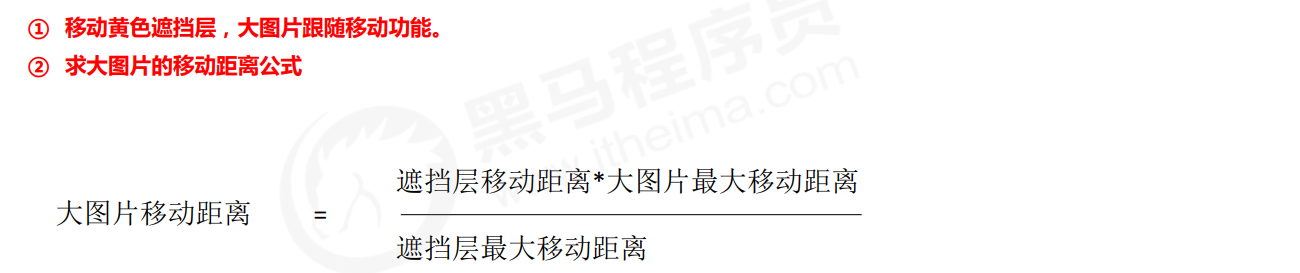 ① 移动黄色遮挡层，大图片跟随移动功能。
② 求大图片的移动距离公式
黑马程序员
www.itheima.com
遮挡层移动距离*大图片最大移动距离
大图片移动距离 =
遮挡层最大移动距离